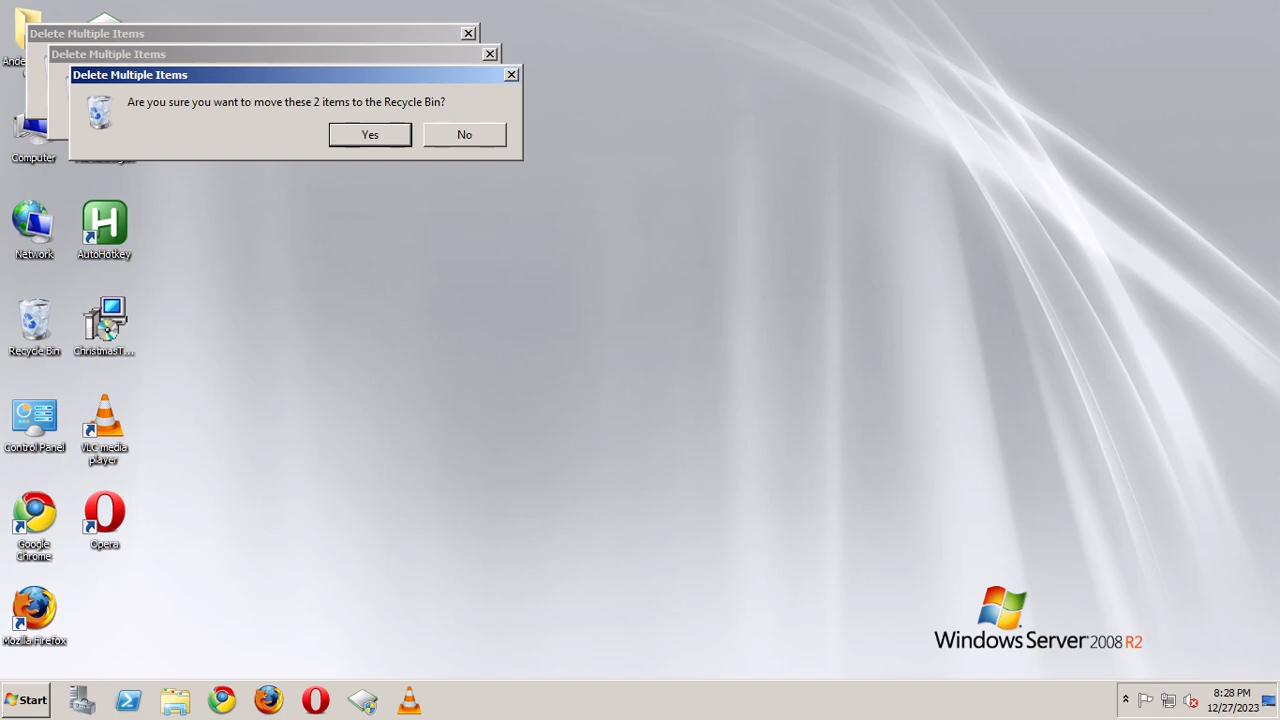 Delete Multiple Items
Delete Multiple Items
Delete Multiple Items
Are you sure you want to move these 2 items to the Recycle Bin?
Yes
No
Computer
Network
AutoHotkey
Recycle Bin
ChristmasT...
Control Panel
VLC media
player
Google
Chrome
Opera
Mozilla Firefox
Windows Server 2008 R2
Start
8:28 PM
12/27/2023